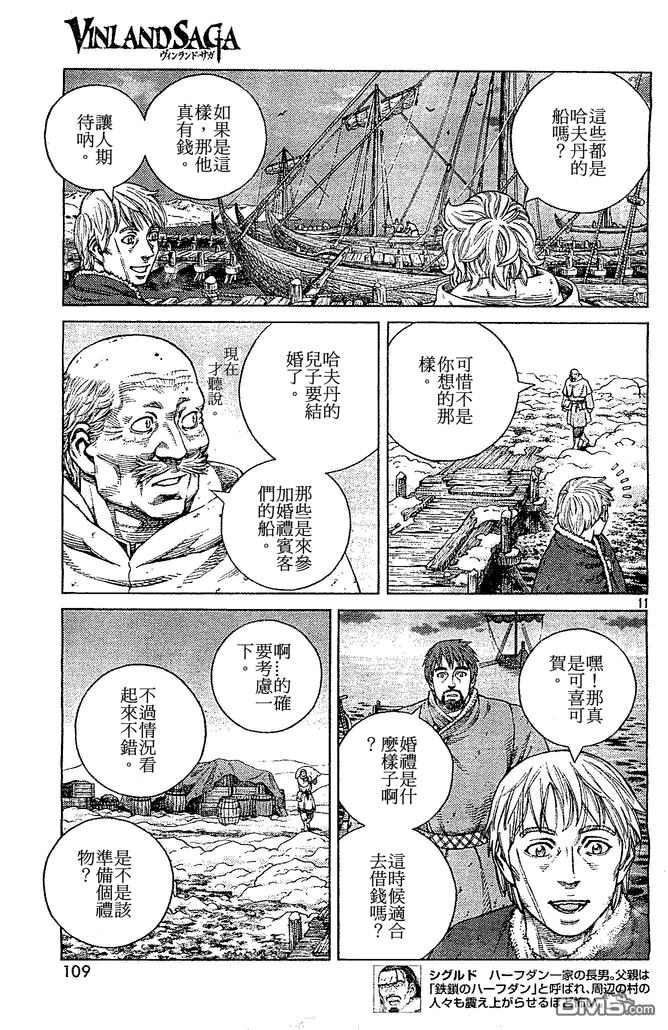 VINLAND SAGA
ヴィンランド・サガ
這些都是
哈夫丹的
船嗎？
如果是這
樣，那他
真有錢。
讓人期
待吶。
可惜不是
你想的那
樣。
哈夫丹的
兒子要結
婚了。
現在
才聽說。
那些是來參
加婚禮賓客
們的船。
11
嘿！那真
是可喜可
賀。
婚禮是什
麼樣子啊
？
這時候適合
去借錢嗎？
啊…的確
要考慮一
下。
不過情況看
起來不錯。
是不是該
準備個禮
物？
109
シグルド　ハーフダン一家の長男。父親は
「鉄鎖のハーフダン」と呼ばれ、周辺の村の
人々も震え上がらせるほど怖い。